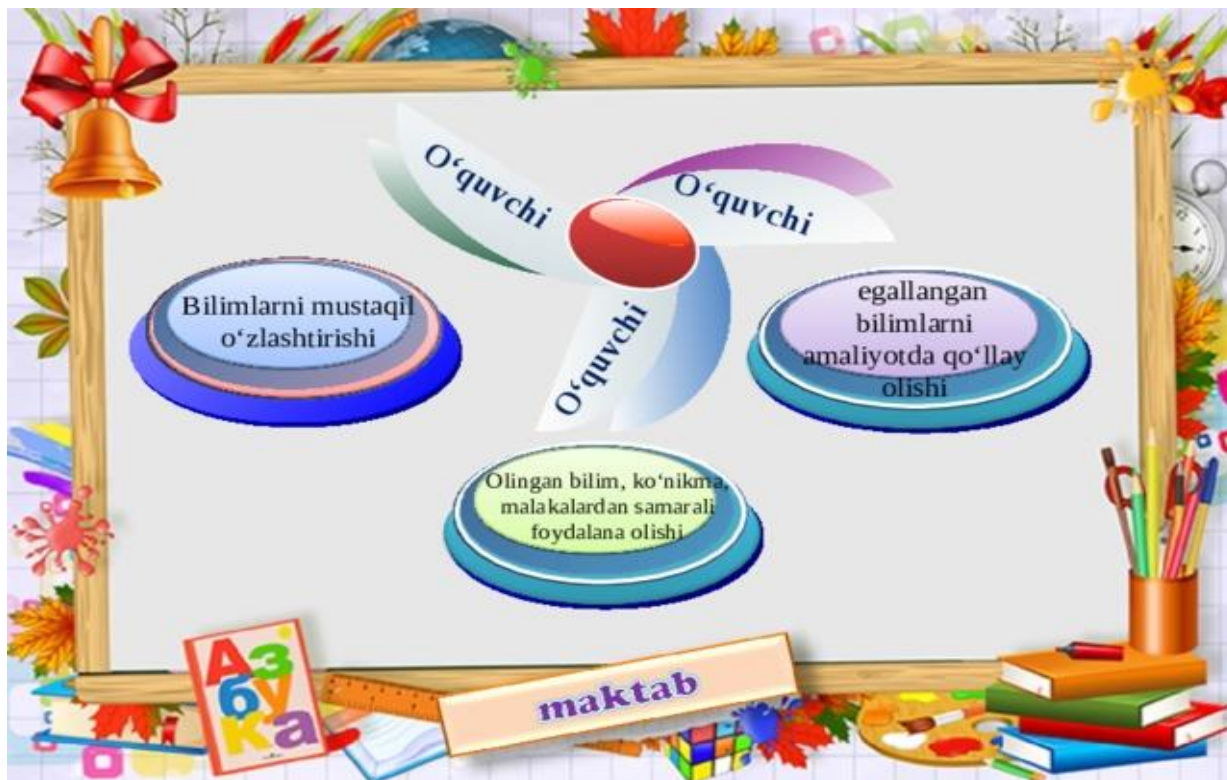 O‘quvchi
O‘quvchi
O‘quvchi
Bilimlarni mustaqil
o‘zlashtirishi
egallangan
bilimlarni
amaliyotda qo‘llay
olishi
Olingan bilim, ko‘nikma,
malakalardan samarali
foydalana olishi
Аз
бу
ка
maktab